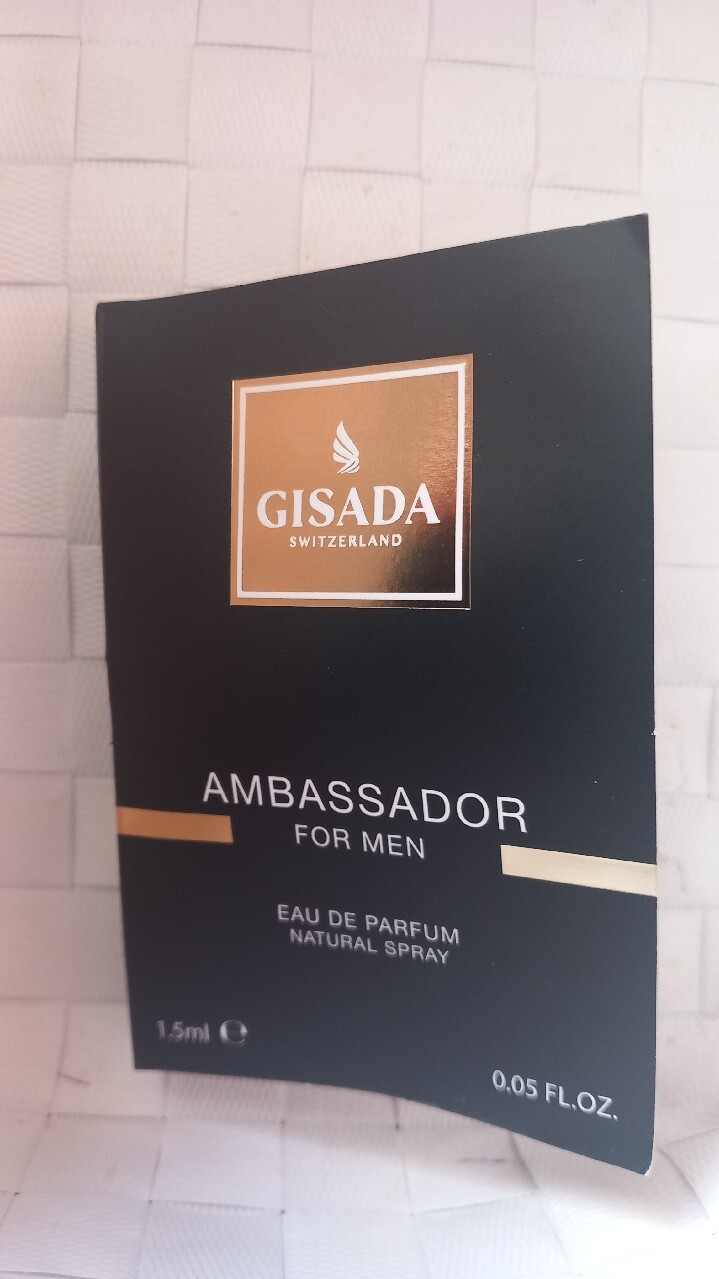 GISADA
SWITZERLAND
AMBASSADOR
FOR MEN
EAU DE PARFUM
NATURAL SPRAY
1.5ml ℮
0.05 FL.OZ.